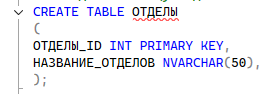 CREATE TABLE ОТДЕЛЫ
(
ОТДЕЛЫ_ID INT PRIMARY KEY,
НАЗВАНИЕ_ОТДЕЛОВ NVARCHAR(50),
);